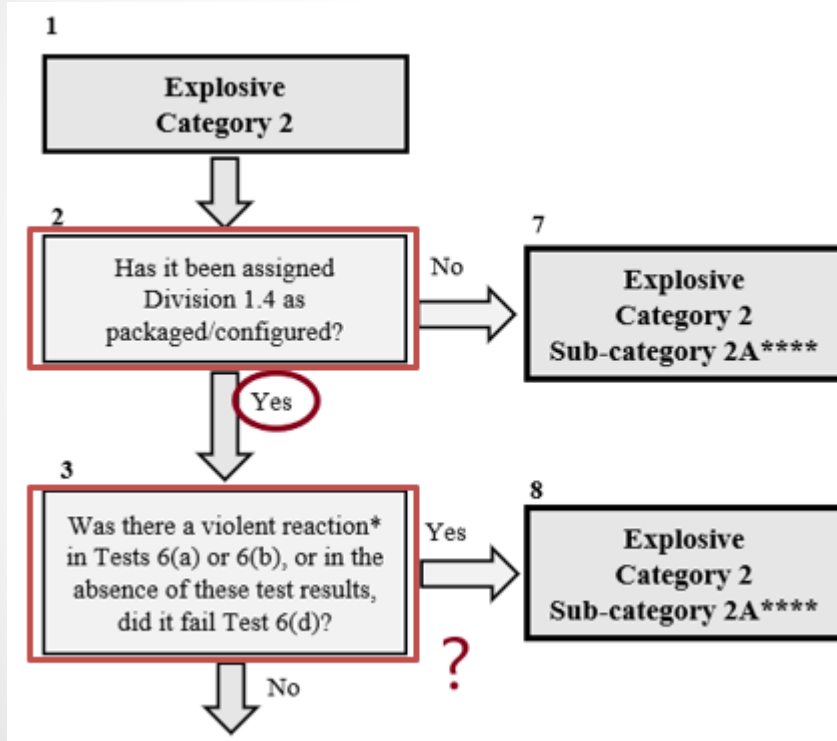 1
Explosive
Category 2
2
Has it been assigned
Division 1.4 as
packaged/configured?
No
7
Explosive
Category 2
Sub-category 2A****
Yes
3
Was there a violent reaction*
in Tests 6(a) or 6(b), or in the
absence of these test results,
did it fail Test 6(d)?
Yes
8
Explosive
Category 2
Sub-category 2A****
?
No